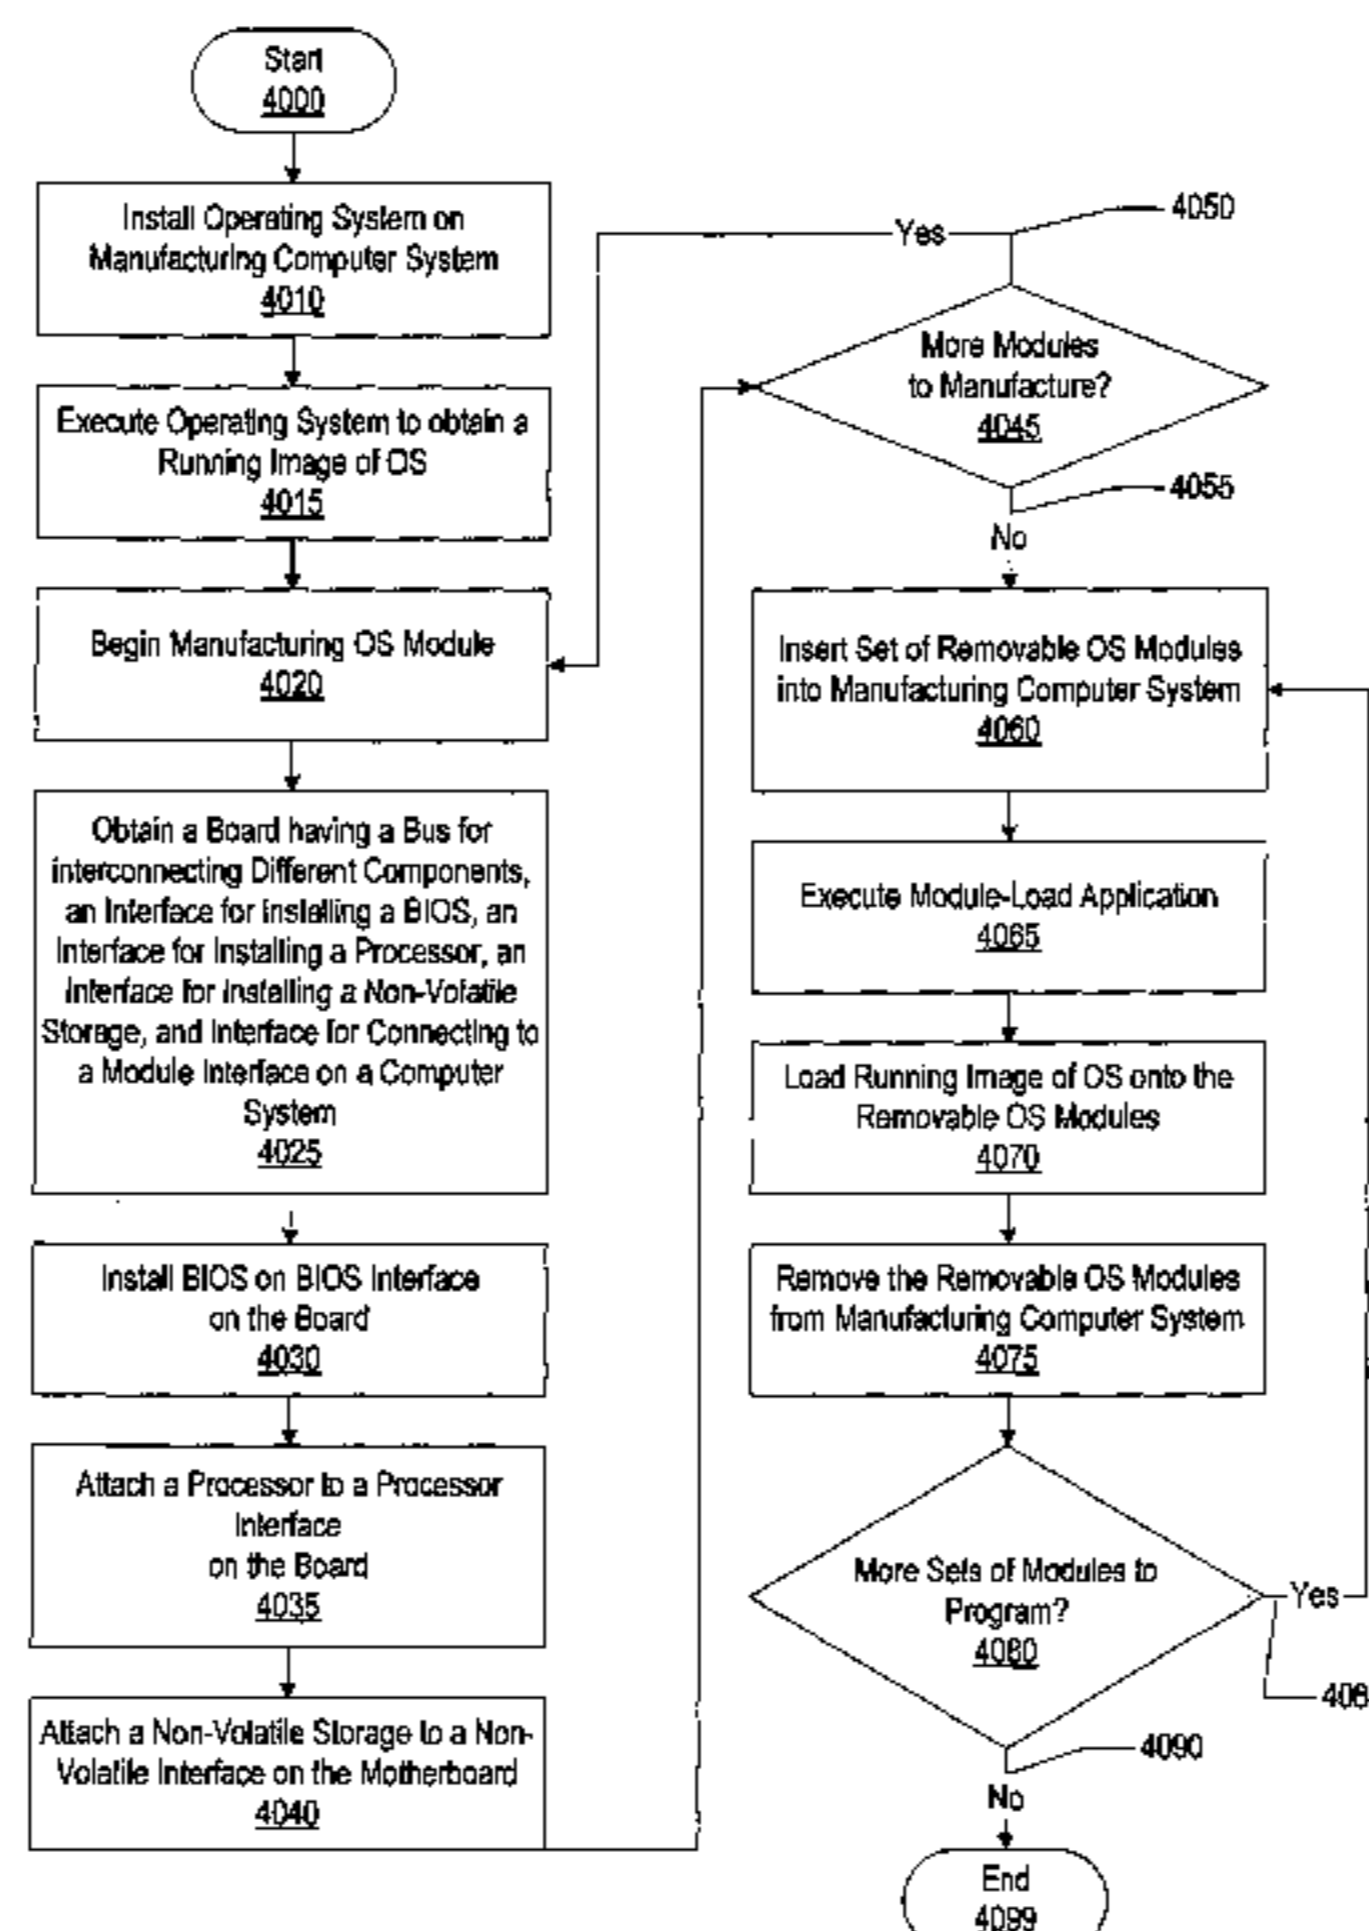 Start
4000
Install Operating System on
Manufacturing Computer System
4010
Execute Operating System to obtain a
Running Image of OS
4015
Begin Manufacturing OS Module
4020
Obtain a Board having a Bus for
interconnecting Different Components,
an Interface for Installing a BIOS, an
Interface for Installing a Processor, an
Interface for Installing a Non-Volatile
Storage, and Interface for Connecting to
a Module Interface on a Computer
System
4025
Install BIOS on BIOS Interface
on the Board
4030
Attach a Processor to a Processor
Interface
on the Board
4035
Attach a Non-Volatile Storage to a Non-
Volatile Interface on the Motherboard
4040
4050
Yes
More Modules
to Manufacture?
4045
4055
No
Insert Set of Removable OS Modules
into Manufacturing Computer System
4060
Execute Module-Load Application
4065
Load Running Image of OS onto the
Removable OS Modules
4070
Remove the Removable OS Modules
from Manufacturing Computer System
4075
More Sets of Modules to
Program?
4080
Yes
4090
No
End
4099